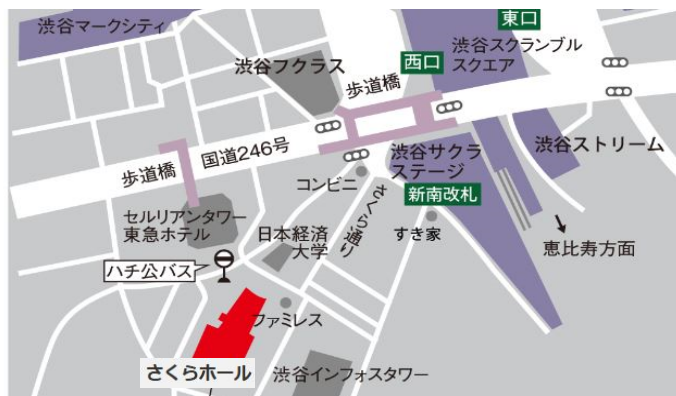 渋谷マークシティ
東口
渋谷スクランブル
スクエア
西口
渋谷フクラス
歩道橋
国道246号
歩道橋
渋谷サクラ
ステージ
渋谷ストリーム
コンビニ
さくら通り
新南改札
セルリアンタワー
東急ホテル
日本経済
大学
すき家
恵比寿方面
ハチ公バス
ファミレス
さくらホール
渋谷インフォスタワー